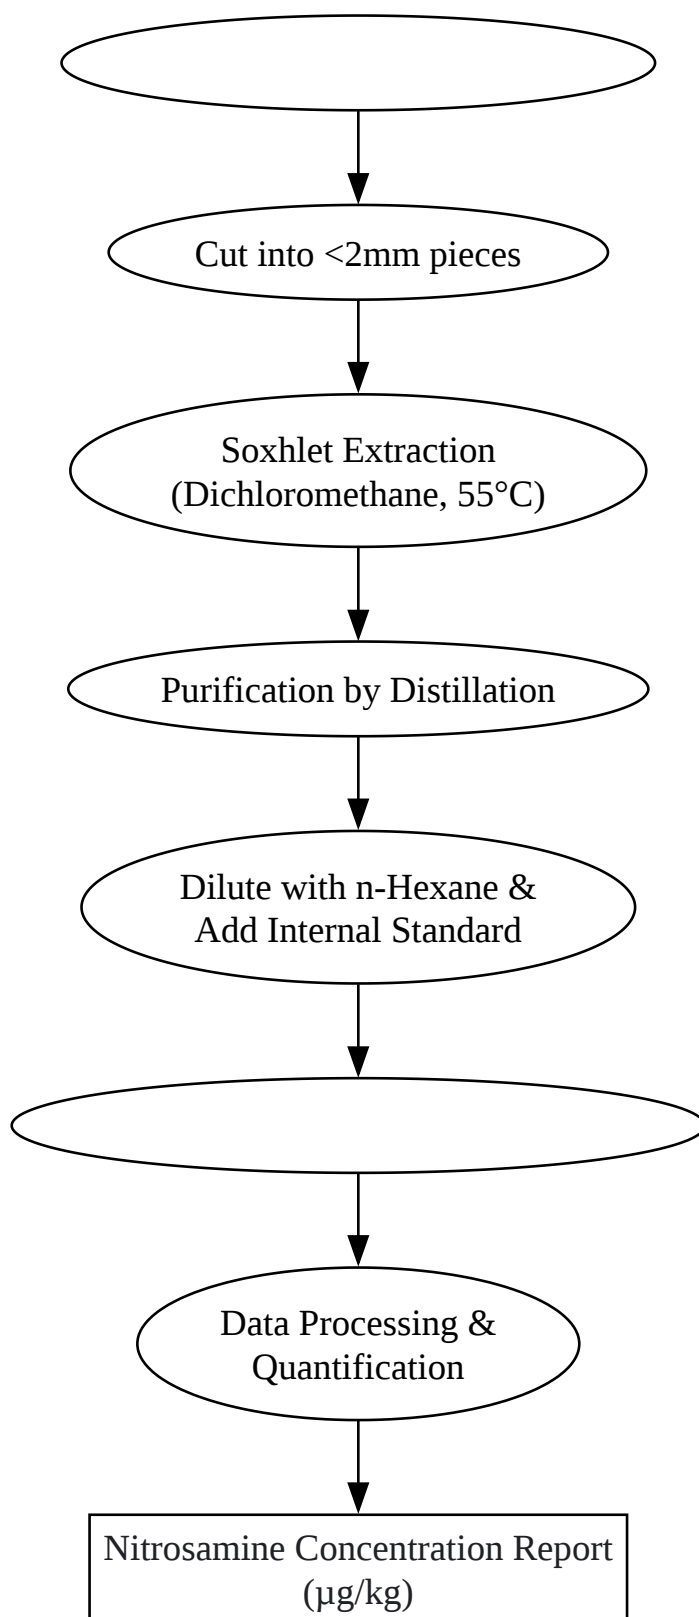 Cut into <2mm pieces
Soxhlet Extraction
(Dichloromethane, 55°C)
Purification by Distillation
Dilute with n-Hexane &
Add Internal Standard
Data Processing &
Quantification
Nitrosamine Concentration Report
(µg/kg)